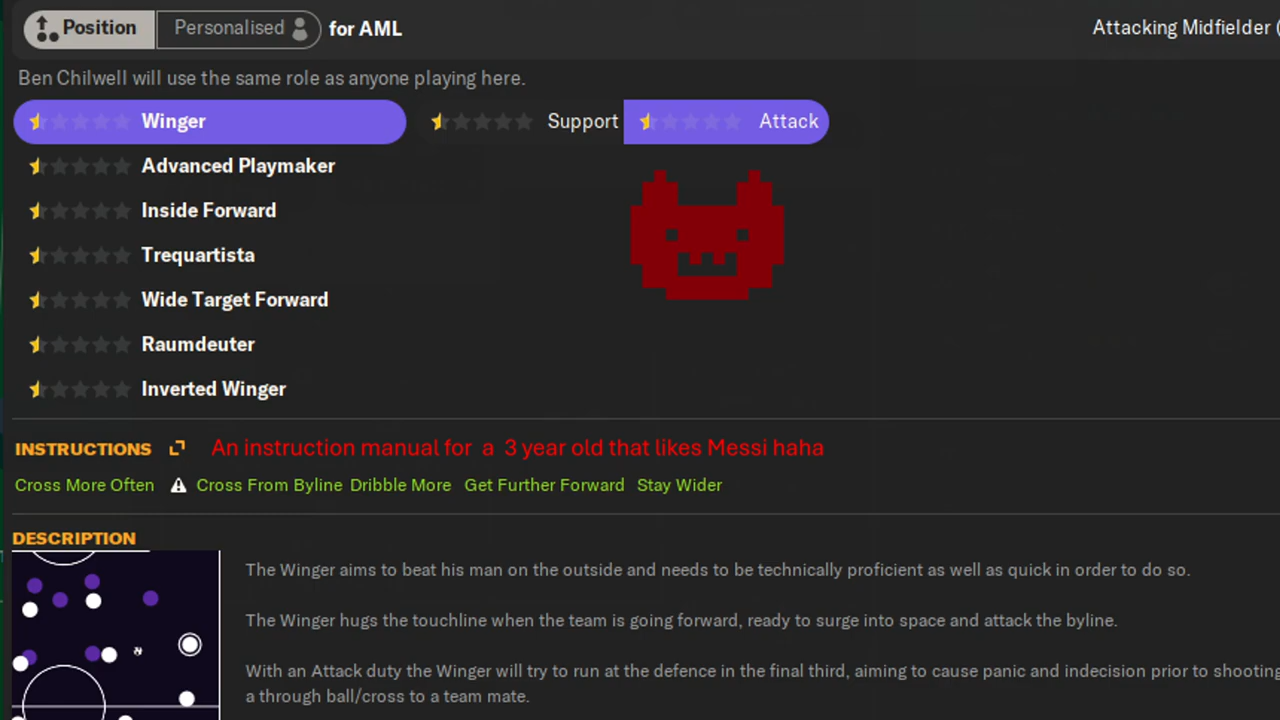 Position Personalised for AML Attacking Midfielder (
Ben Chilwell will use the same role as anyone playing here.
Winger Support Attack
Advanced Playmaker
Inside Forward
Trequartista
Wide Target Forward
Raumdeuter
Inverted Winger
INSTRUCTIONS An instruction manual for a 3 year old that likes Messi haha
Cross More Often Cross From Byline Dribble More Get Further Forward Stay Wider
DESCRIPTION
The Winger aims to beat his man on the outside and needs to be technically proficient as well as quick in order to do so.
The Winger hugs the touchline when the team is going forward, ready to surge into space and attack the byline.
With an Attack duty the Winger will try to run at the defence in the final third, aiming to cause panic and indecision prior to shooting
a through ball/cross to a team mate.